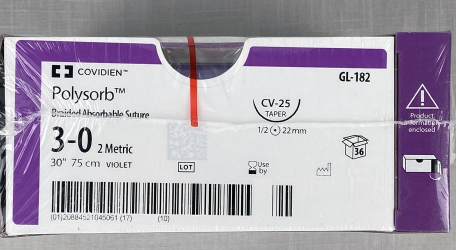 COVIDIEN™
GL-182
Polysorb™
Braided Absorbable Suture
3-0 2 Metric
30" 75 cm VIOLET
CV-25
TAPER
1/2 22mm
36
LOT
Use
by
(01)20884521045061 (17) (10)
Product
information
enclosed